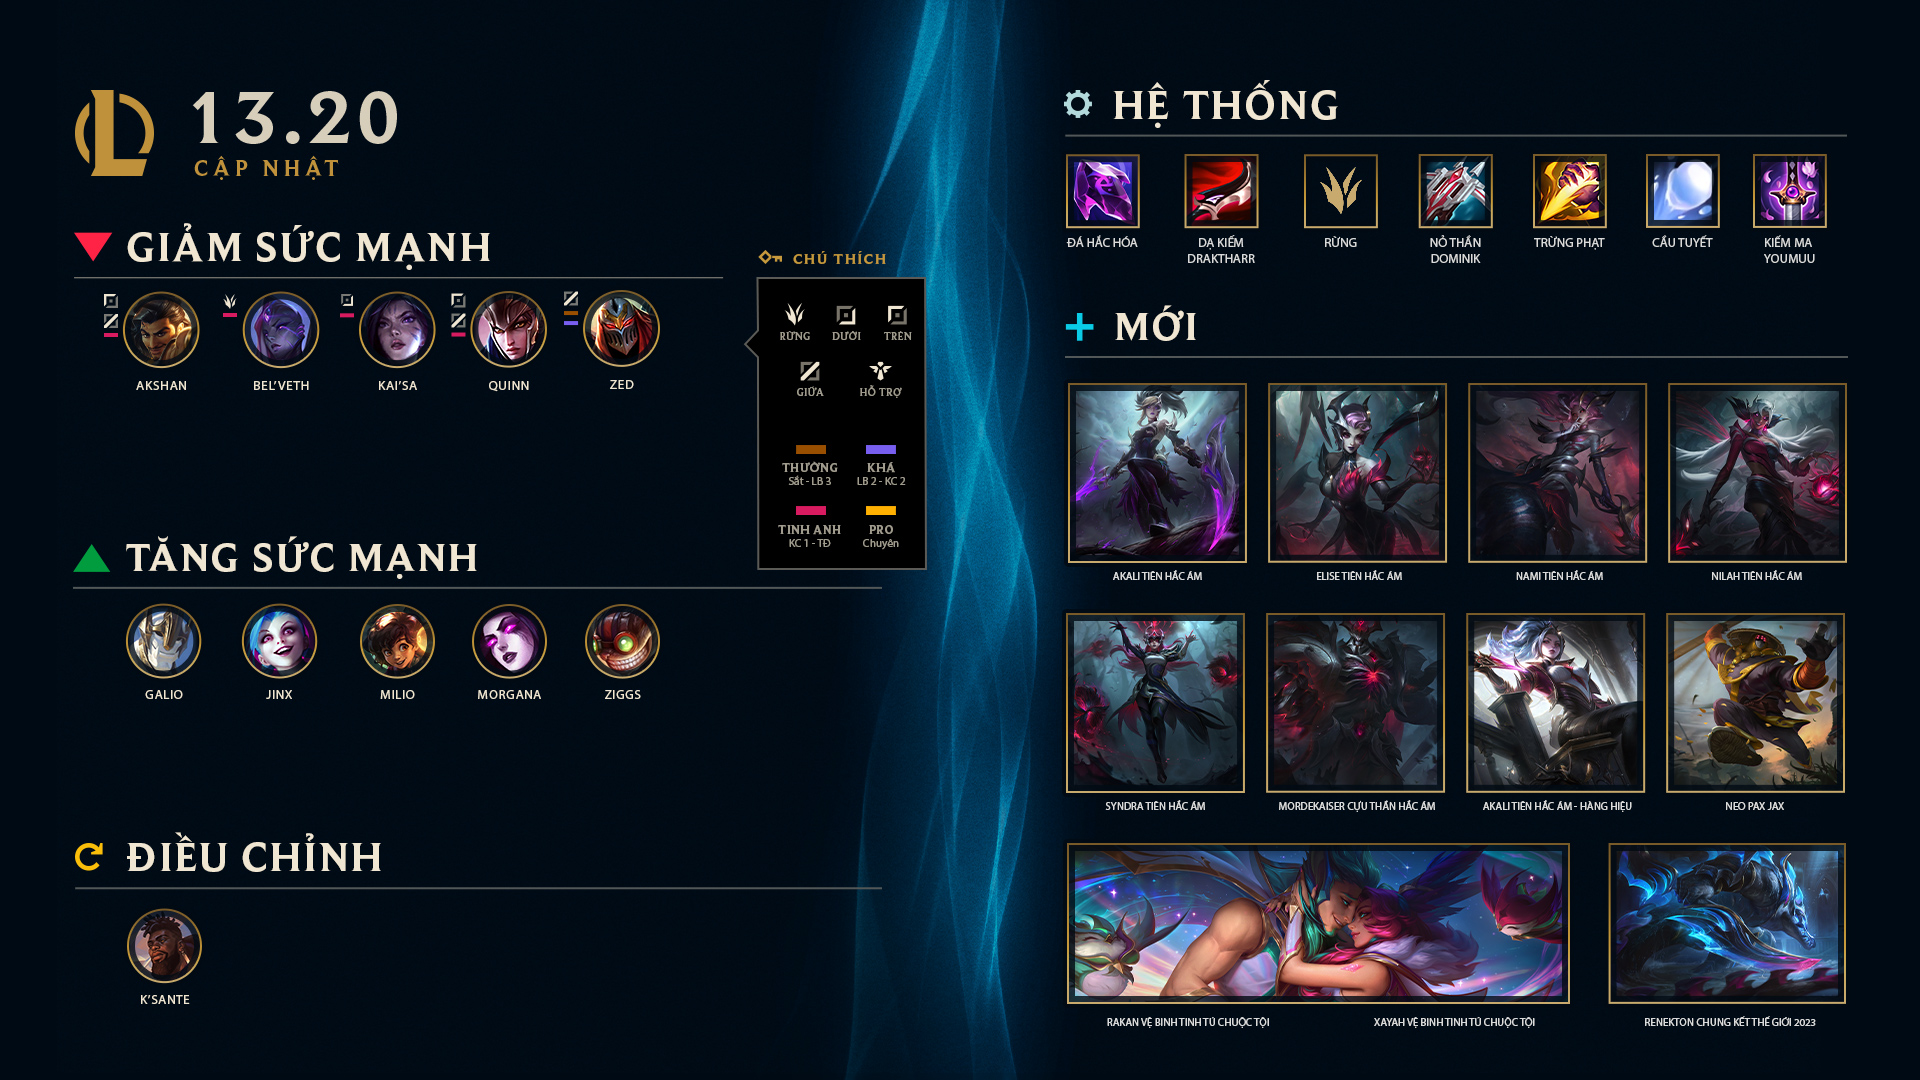 13.20
CẬP NHẬT
GIẢM SỨC MẠNH
AKSHAN
BEL'VETH
KAI'SA
QUINN
ZED
TĂNG SỨC MẠNH
GALIO
JINX
MILIO
MORGANA
ZIGGS
ĐIỀU CHỈNH
K'SANTE
CHÚ THÍCH
RỪNG
DƯỚI
TRÊN
GIỮA
HỖ TRỢ
THƯỜNG
Sắt - LB 3
KHÁ
LB 2 - KC 2
TINH ANH
KC 1 - TĐ
PRO
Chuyên
HỆ THỐNG
ĐÁ HẮC HÓA
DẠ KIẾM
DRAKTHARR
RỪNG
NỎ THẦN
DOMINIK
TRỪNG PHẠT
CẦU TUYẾT
KIẾM MA
YOUMUU
MỚI
AKALI TIÊN HẮC ÁM
ELISE TIÊN HẮC ÁM
NAMI TIÊN HẮC ÁM
NILAH TIÊN HẮC ÁM
SYNDRA TIÊN HẮC ÁM
MORDEKAISER CỰU THẦN HẮC ÁM
AKALI TIÊN HẮC ÁM - HÀNG HIỆU
NEO PAX JAX
RAKAN VỆ BINH TINH TÚ CHUỘC TỘI
XAYAH VỆ BINH TINH TÚ CHUỘC TỘI
RENEKTON CHUNG KẾT THẾ GIỚI 2023